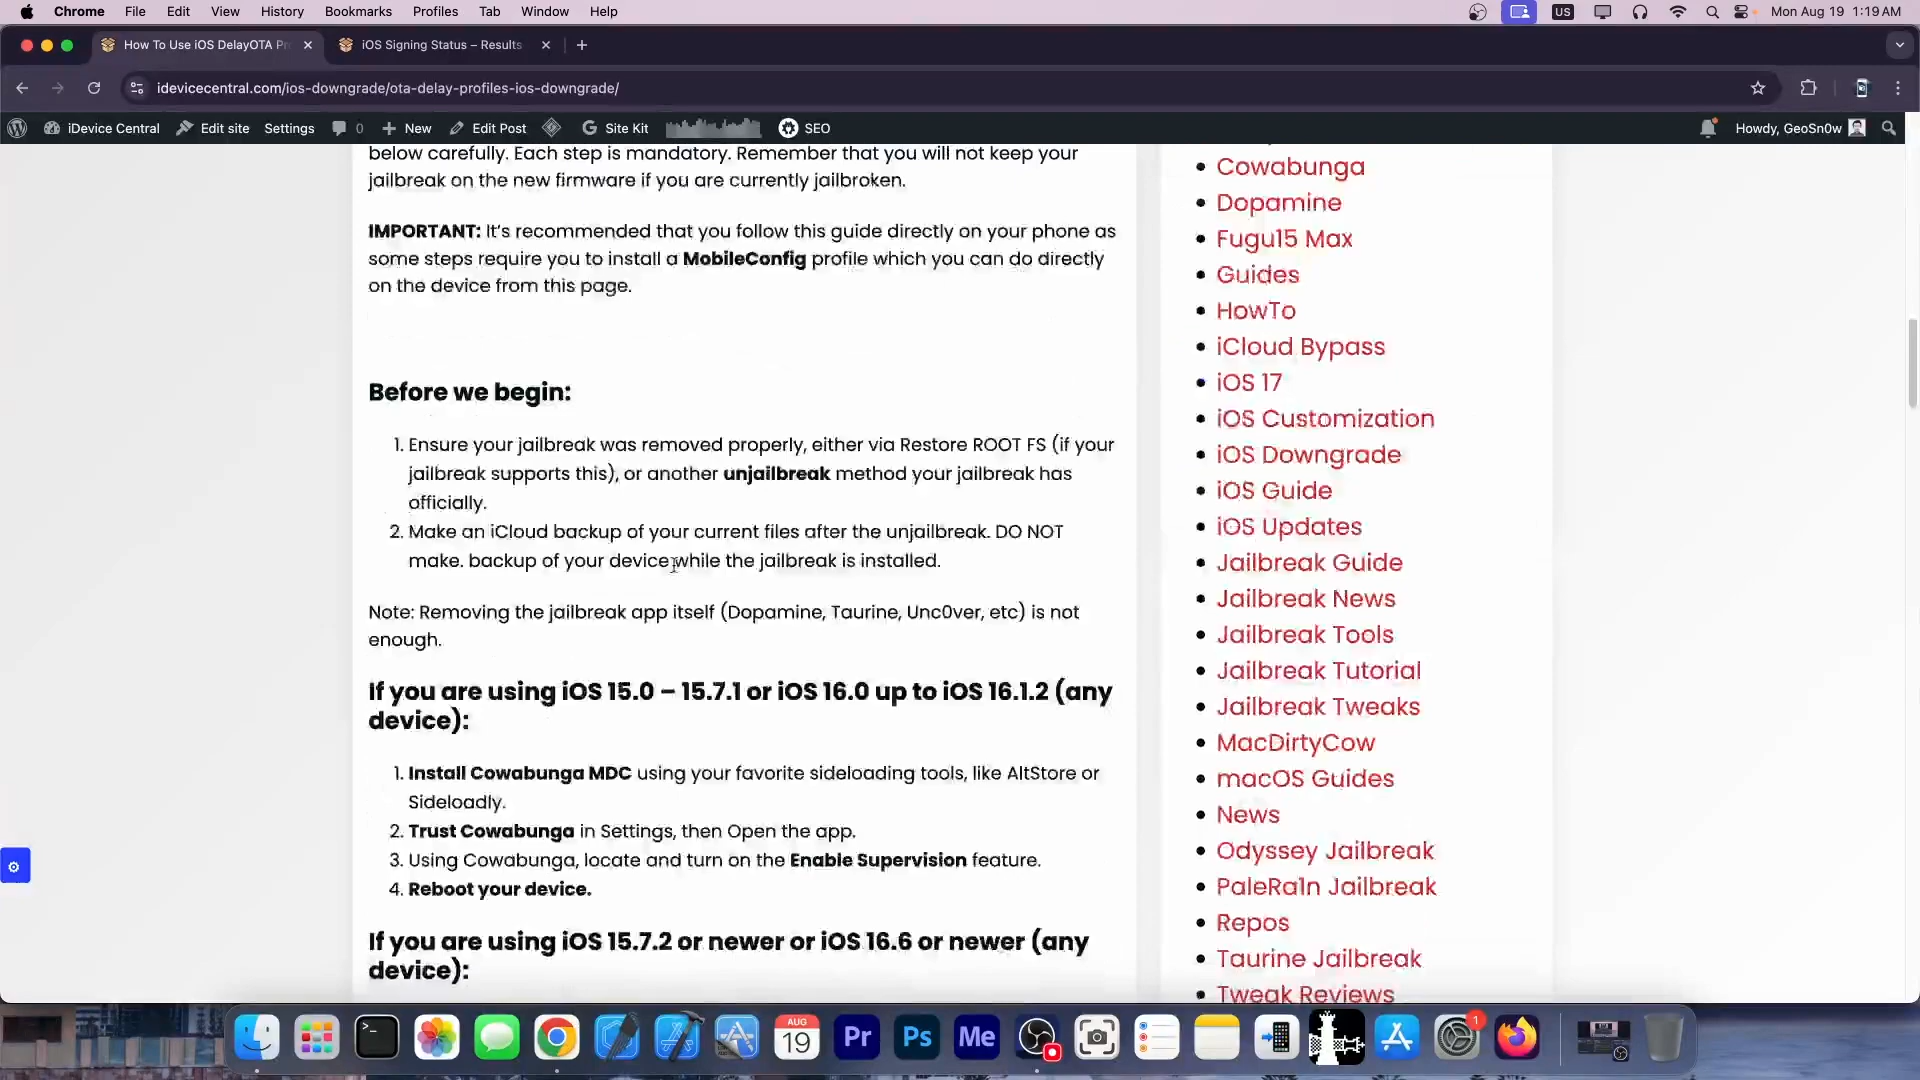 Chrome File Edit View History Bookmarks Profiles Tab Window Help US Mon Aug 19 1:19 AM
How To Use iOS DelayOTA Pr iOS Signing Status – Results
idevicecentral.com/ios-downgrade/ota-delay-profiles-ios-downgrade/
iDevice Central Edit site Settings 0 New Edit Post Site Kit SEO Howdy, GeoSn0w
below carefully. Each step is mandatory. Remember that you will not keep your
jailbreak on the new firmware if you are currently jailbroken.
IMPORTANT: It's recommended that you follow this guide directly on your phone as
some steps require you to install a MobileConfig profile which you can do directly
on the device from this page.
Before we begin:
1. Ensure your jailbreak was removed properly, either via Restore ROOT FS (if your
jailbreak supports this), or another unjailbreak method your jailbreak has
officially.
2. Make an iCloud backup of your current files after the unjailbreak. DO NOT
make. backup of your device while the jailbreak is installed.
Note: Removing the jailbreak app itself (Dopamine, Taurine, Unc0ver, etc) is not
enough.
If you are using iOS 15.0 – 15.7.1 or iOS 16.0 up to iOS 16.1.2 (any
device):
1. Install Cowabunga MDC using your favorite sideloading tools, like AltStore or
Sideloadly.
2. Trust Cowabunga in Settings, then Open the app.
3. Using Cowabunga, locate and turn on the Enable Supervision feature.
4. Reboot your device.
If you are using iOS 15.7.2 or newer or iOS 16.6 or newer (any
device):
Cowabunga
Dopamine
Fugu15 Max
Guides
HowTo
iCloud Bypass
iOS 17
iOS Customization
iOS Downgrade
iOS Guide
iOS Updates
Jailbreak Guide
Jailbreak News
Jailbreak Tools
Jailbreak Tutorial
Jailbreak Tweaks
MacDirtyCow
macOS Guides
News
Odyssey Jailbreak
PaleRa1n Jailbreak
Repos
Taurine Jailbreak
Tweak Reviews
AUG
19
Pr
Ps
Me
1